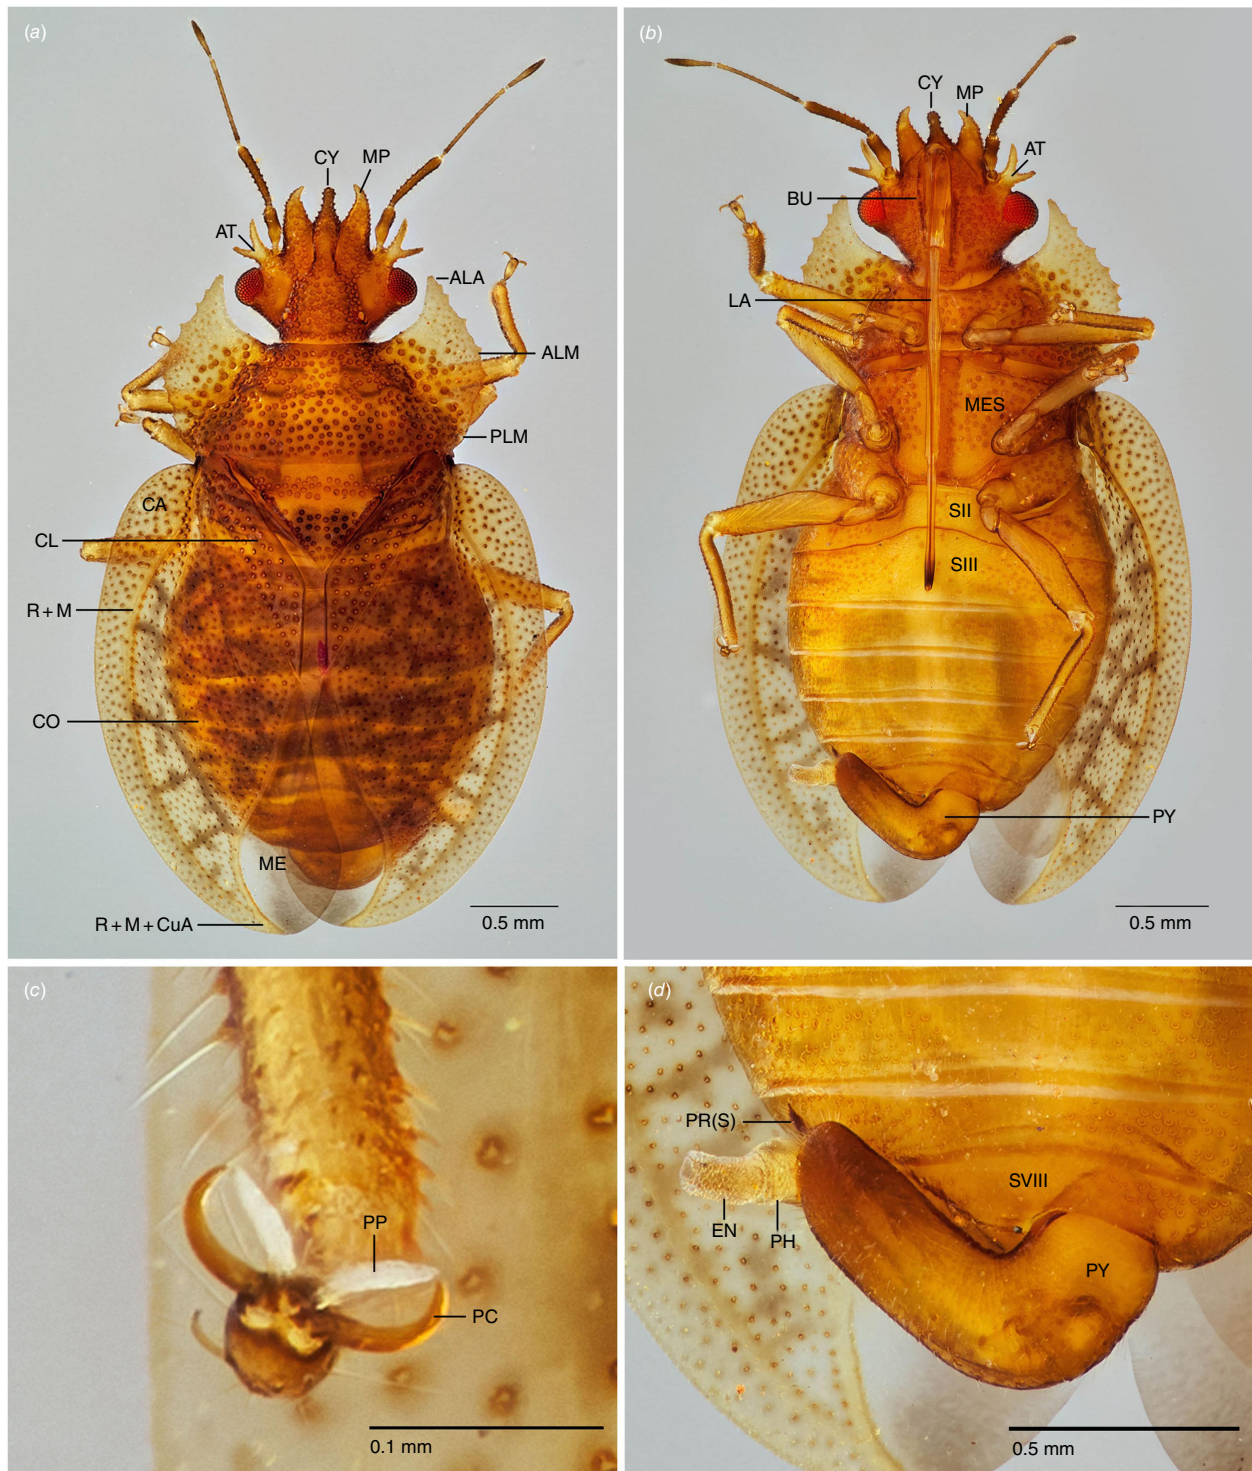 (a)
CY
MP
AT
ALA
ALM
PLM
CA
CL
R + M
CO
ME
R + M + CuA
0.5 mm
(b)
CY
MP
AT
BU
LA
MES
SII
SIII
PY
0.5 mm
(c)
PP
PC
0.1 mm
(d)
PR(S)
SVIII
EN
PH
PY
0.5 mm